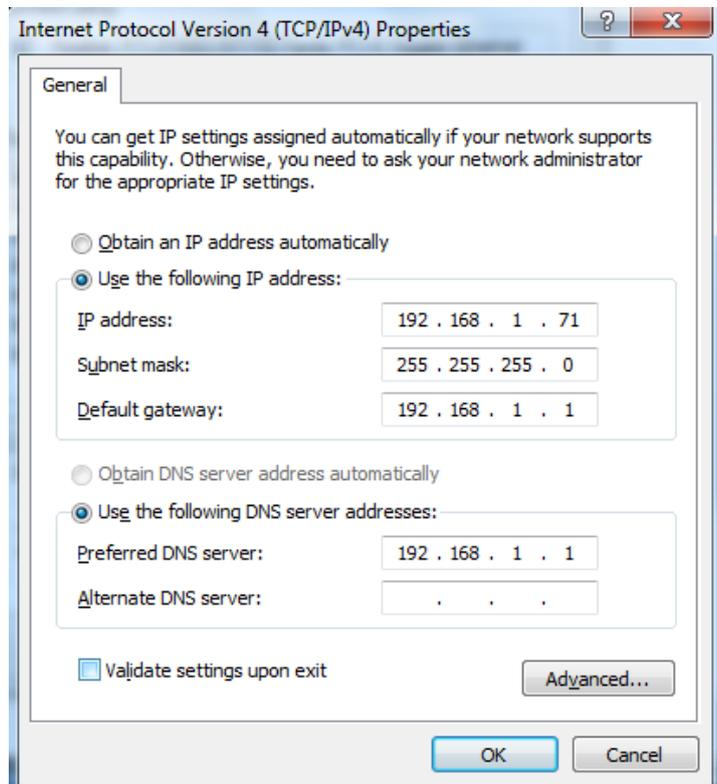 Internet Protocol Version 4 (TCP/IPv4) Properties
General
You can get IP settings assigned automatically if your network supports
this capability. Otherwise, you need to ask your network administrator
for the appropriate IP settings.
Obtain an IP address automatically
Use the following IP address:
IP address: 192 . 168 . 1 . 71
Subnet mask: 255 . 255 . 255 . 0
Default gateway: 192 . 168 . 1 . 1
Obtain DNS server address automatically
Use the following DNS server addresses:
Preferred DNS server: 192 . 168 . 1 . 1
Alternate DNS server: . . .
Validate settings upon exit
Advanced...
OK Cancel